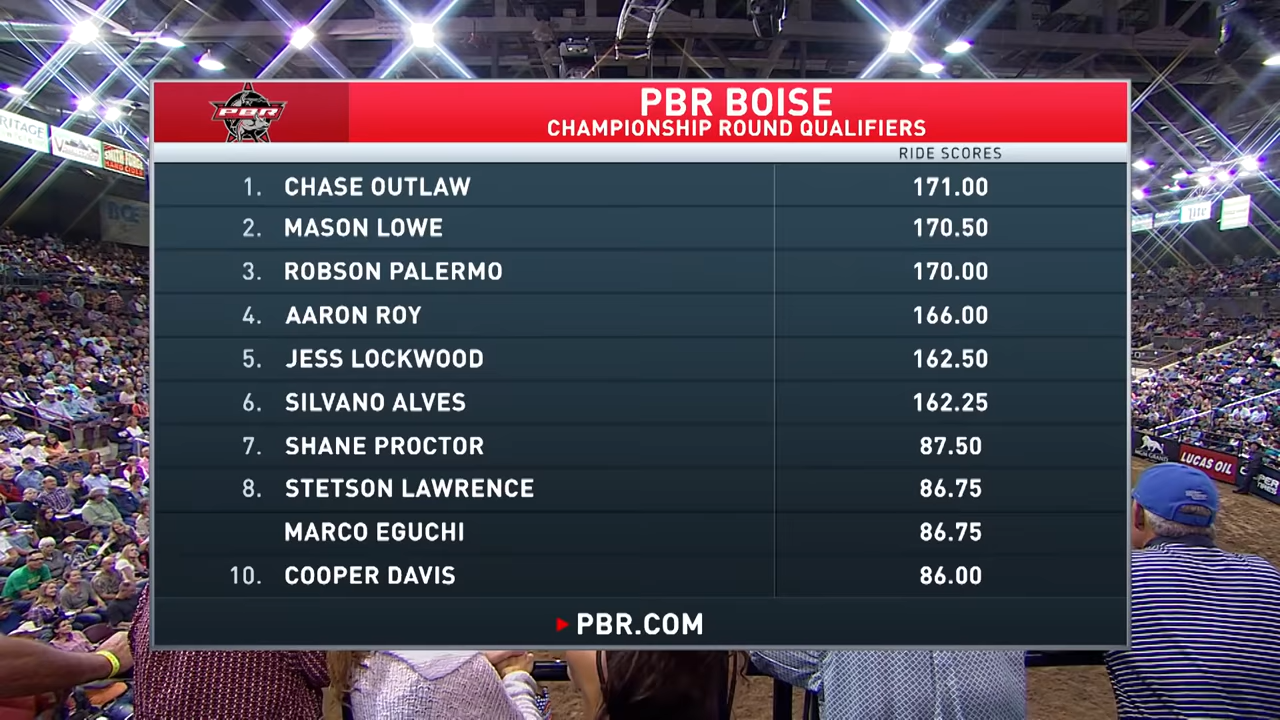 PBR
PBR BOISE
CHAMPIONSHIP ROUND QUALIFIERS
RIDE SCORES
1. CHASE OUTLAW 171.00
2. MASON LOWE 170.50
3. ROBSON PALERMO 170.00
4. AARON ROY 166.00
5. JESS LOCKWOOD 162.50
6. SILVANO ALVES 162.25
7. SHANE PROCTOR 87.50
8. STETSON LAWRENCE 86.75
MARCO EGUCHI 86.75
10. COOPER DAVIS 86.00
PBR.COM
MGM GRAND
LUCAS OIL